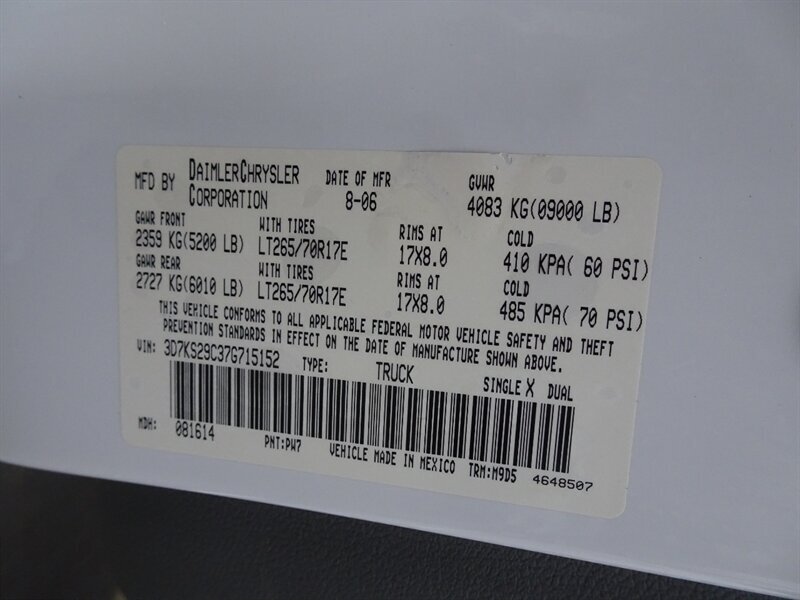 MFD BY DAIMLERCHRYSLER CORPORATION DATE OF MFR 8-06 GVWR 4083 KG(09000 LB)
GAWR FRONT WITH TIRES RIMS AT COLD
2359 KG(5200 LB) LT265/70R17E 17X8.0 410 KPA( 60 PSI)
GAWR REAR WITH TIRES RIMS AT COLD
2727 KG(6010 LB) LT265/70R17E 17X8.0 485 KPA( 70 PSI)
THIS VEHICLE CONFORMS TO ALL APPLICABLE FEDERAL MOTOR VEHICLE SAFETY AND THEFT
PREVENTION STANDARDS IN EFFECT ON THE DATE OF MANUFACTURE SHOWN ABOVE.
VIN: 3D7KS29C37G715152 TYPE: TRUCK SINGLE X DUAL
MDH: 081614 PNT:PW7 VEHICLE MADE IN MEXICO TRM:M9D5 4648507